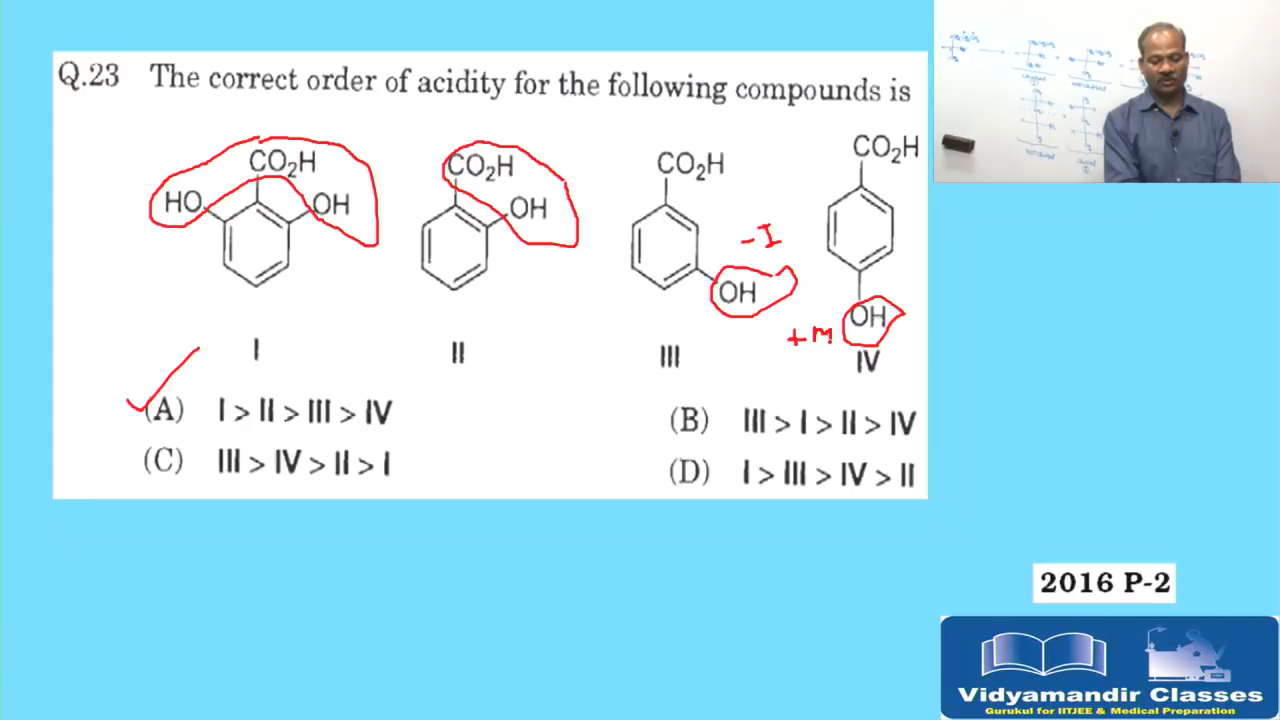 Q.23 The correct order of acidity for the following compounds is
CO₂H
HO
OH
CO₂H
OH
CO₂H
-I
OH
CO₂H
+M
OH
I
II
III
IV
(A) I > II > III > IV
(B) III > I > II > IV
(C) III > IV > II > I
(D) I > III > IV > II
2016 P-2
Vidyamandir Classes
Gurukul for IITJEE & Medical Preparation